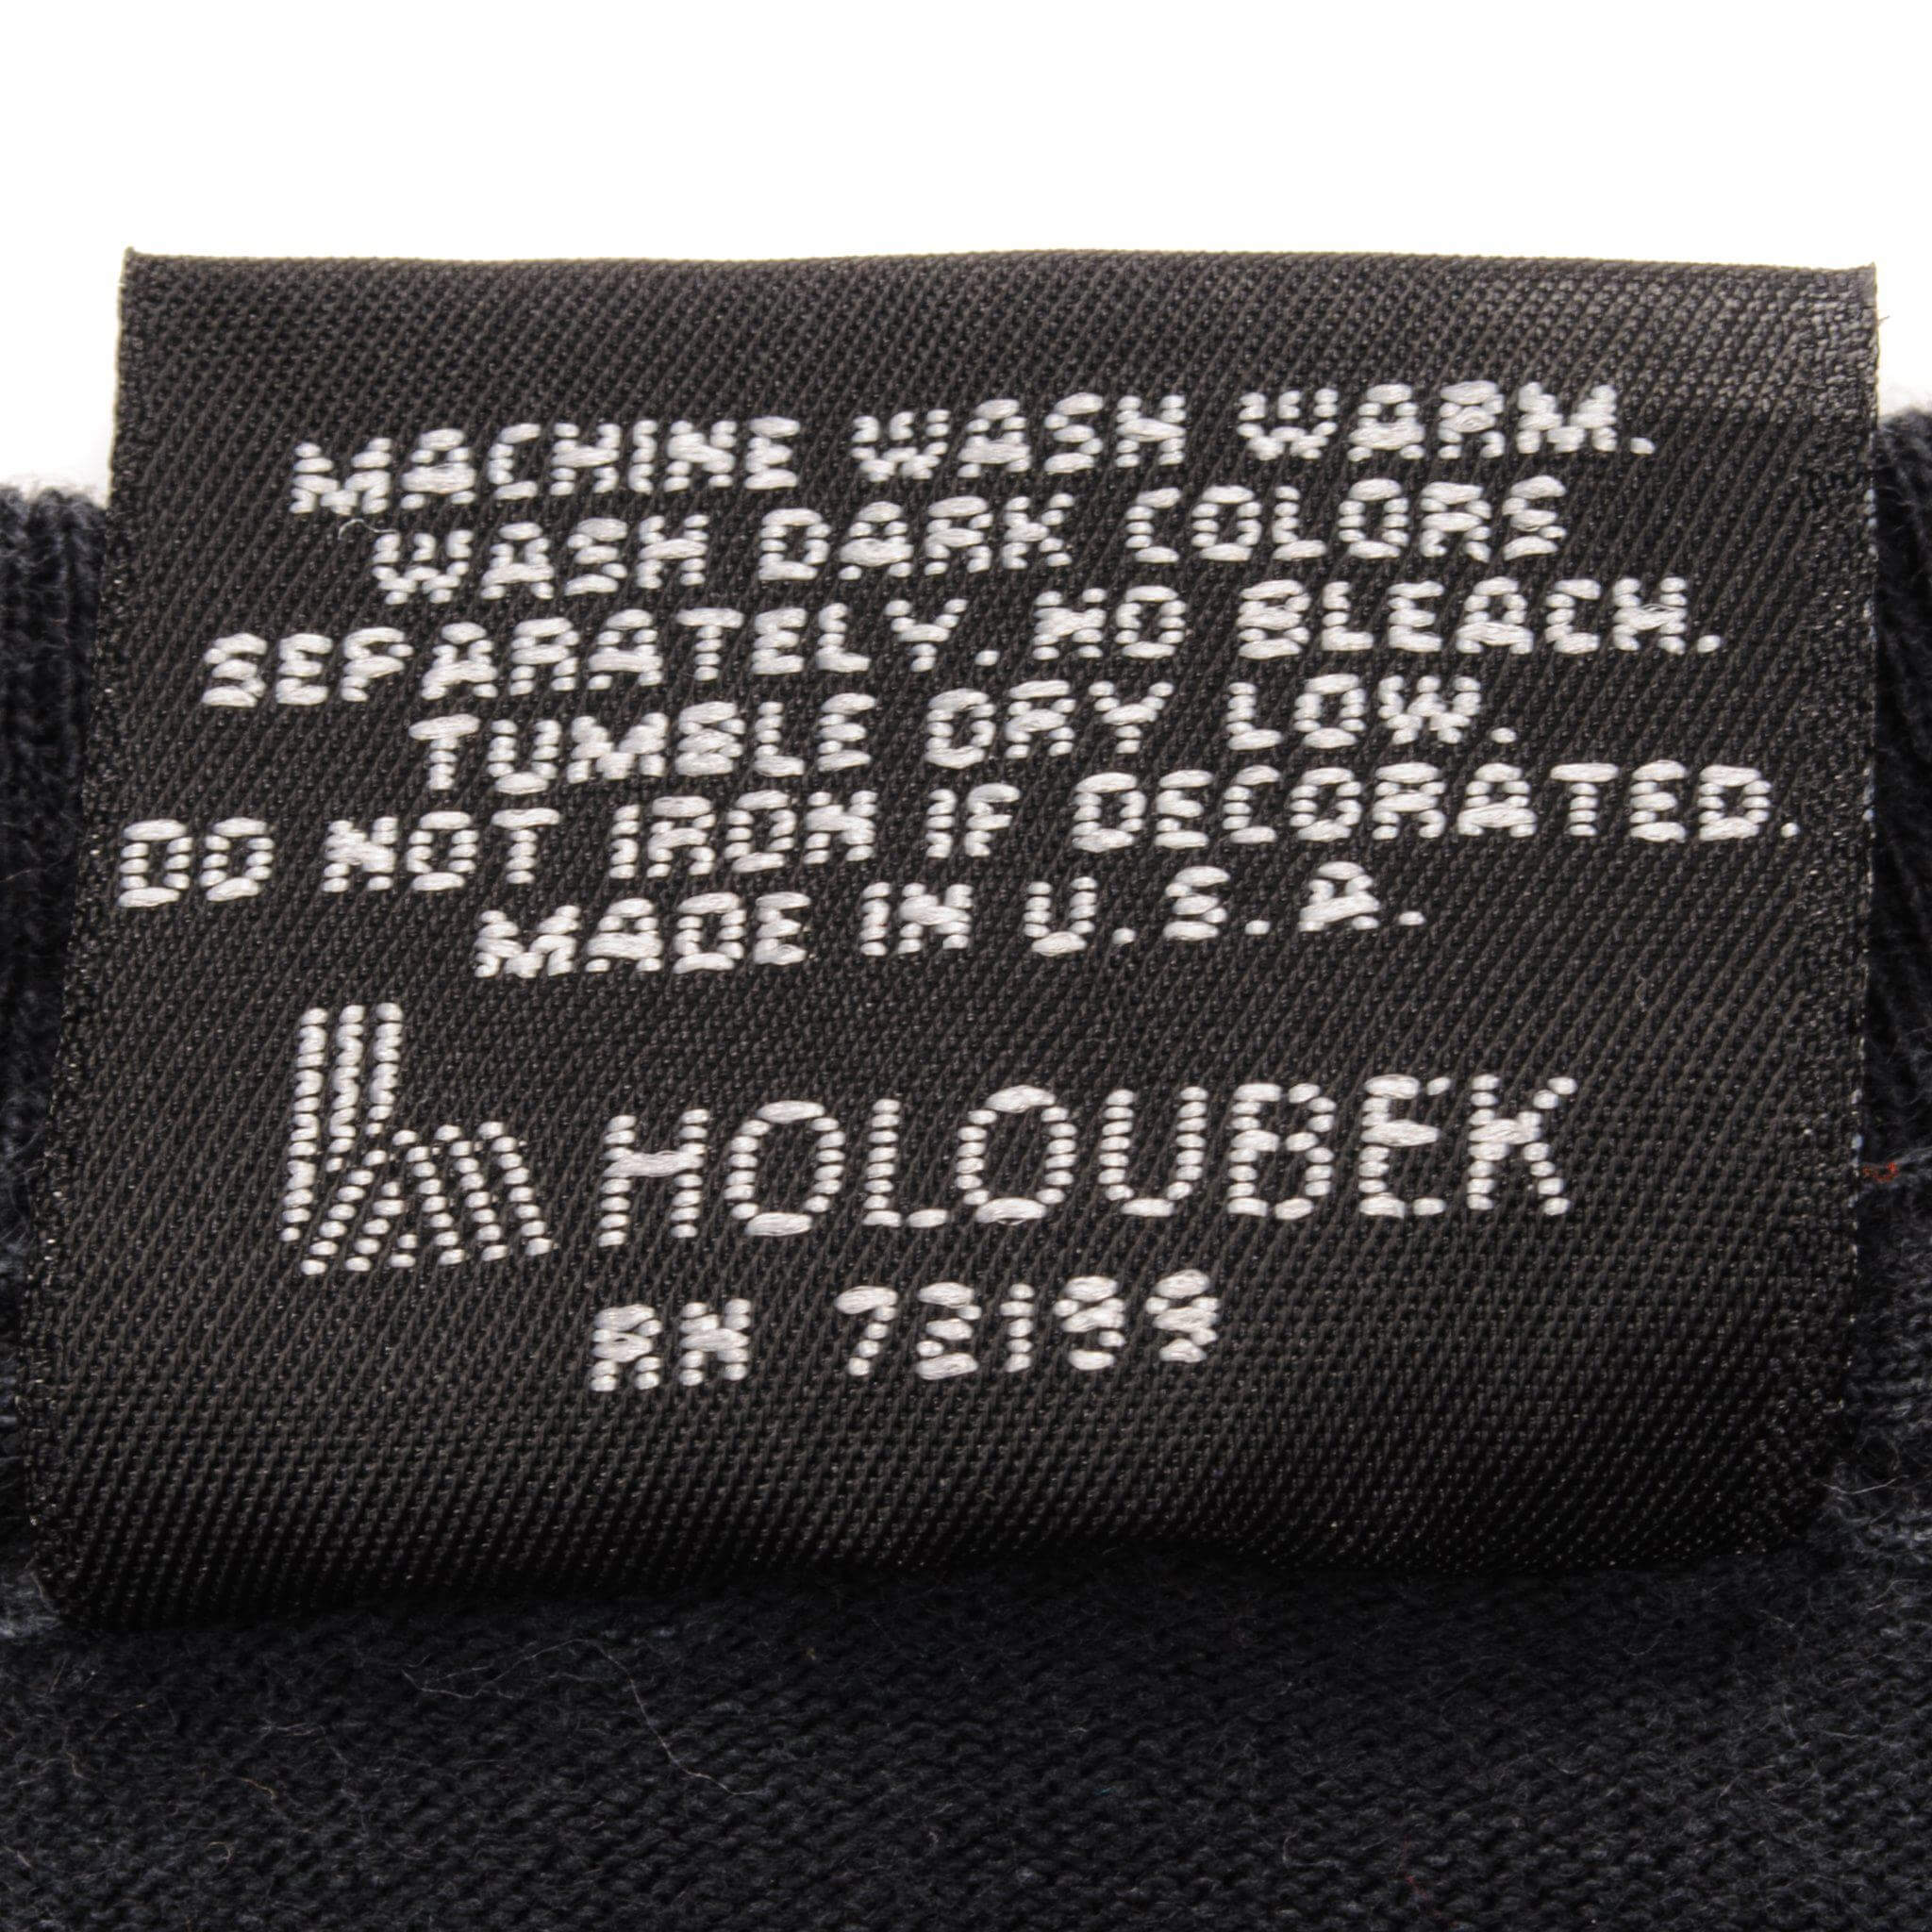 MACHINE WASH WARM.
WASH DARK COLORS
SEPARATELY. NO BLEACH.
TUMBLE DRY LOW.
DO NOT IRON IF DECORATED.
MADE IN U.S.A.
HOLOUBEK
RN 72199